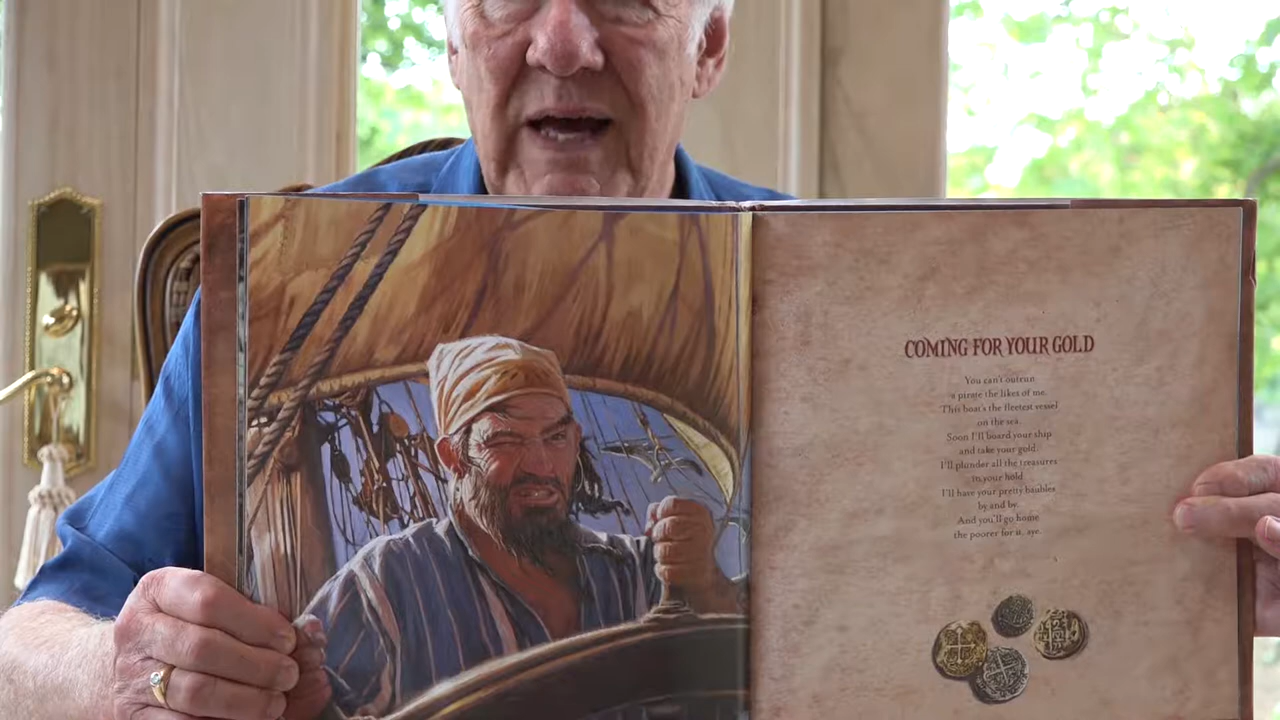 COMING FOR YOUR GOLD
You can't outrun
a pirate the likes of me.
This boat's the fleetest vessel
on the sea.
Soon I'll board your ship
and take your gold.
I'll plunder all the treasures
in your hold.
I'll have your pretty baubles
by and by.
And you'll go home
the poorer for it, aye.